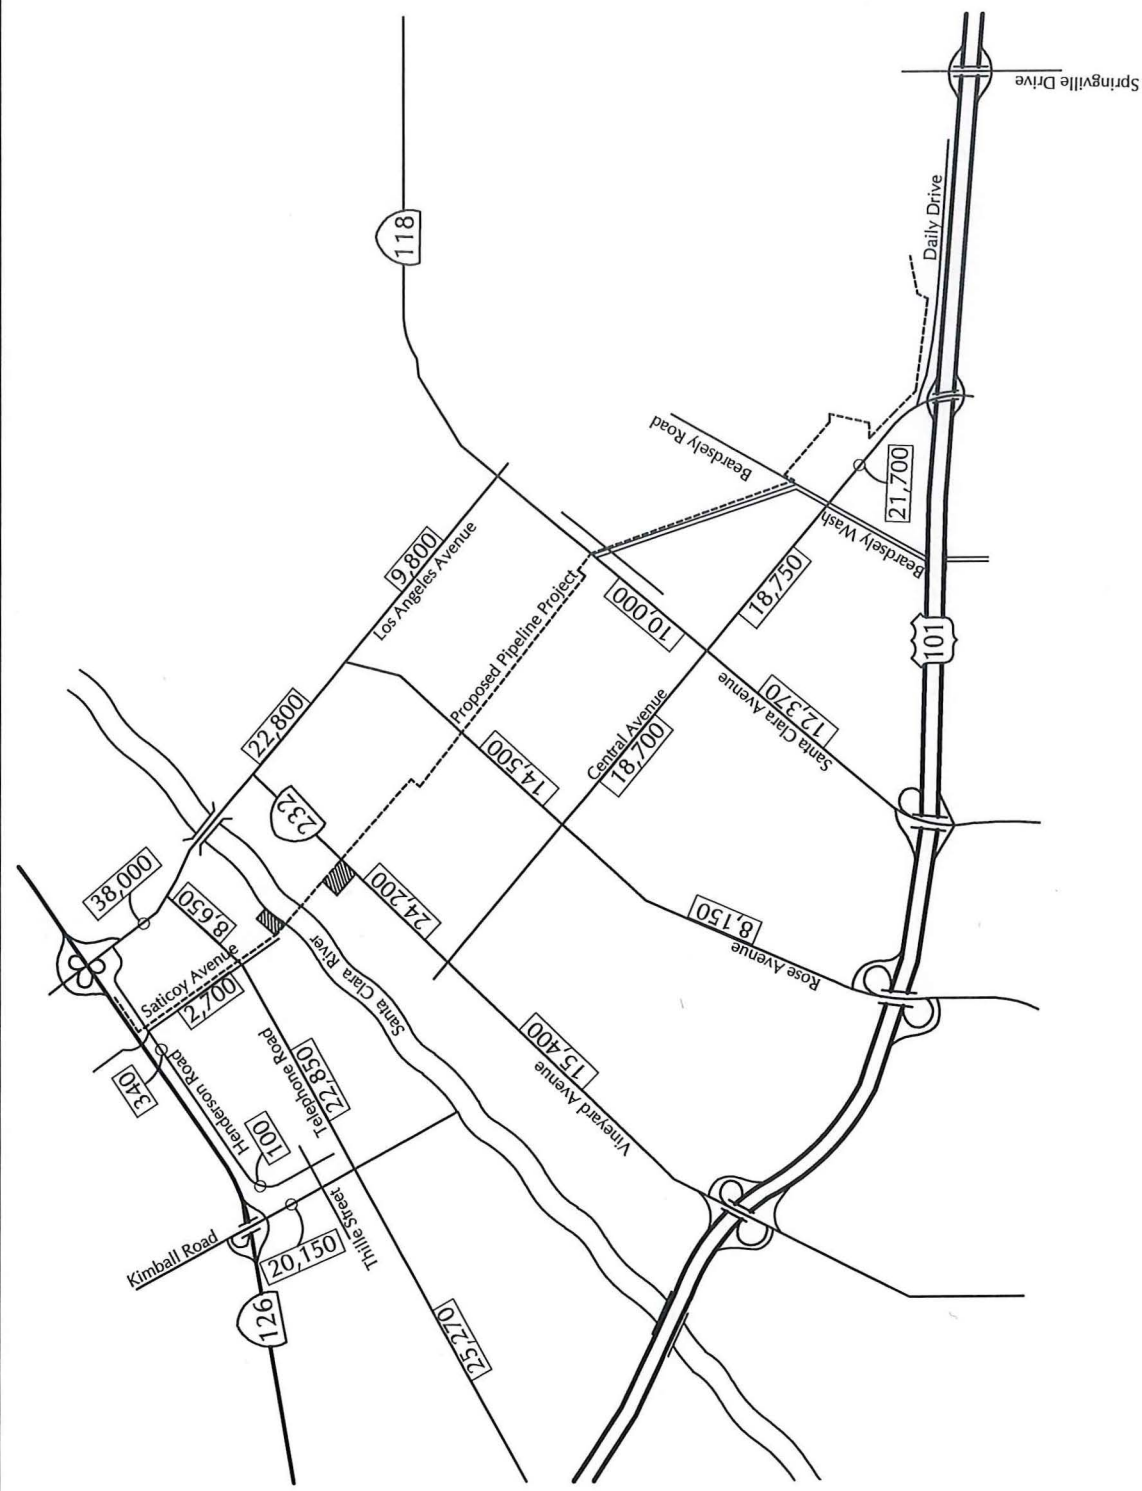 Springville Drive
118
Daily Drive
Beardsely Road
21,700
9,800
Los Angeles Avenue
Beardsely Wash
18,750
10,000
Proposed Pipeline Project
101
22,800
Santa Clara Avenue
12,370
Central Avenue
18,700
14,500
232
38,000
8,650
24,200
8,150
Rose Avenue
Saticoy Avenue
2,700
Santa Clara River
340
Henderson Road
Telephone Road
22,850
15,400
Vineyard Avenue
100
Kimball Road
20,150
Thille Street
126
25,270